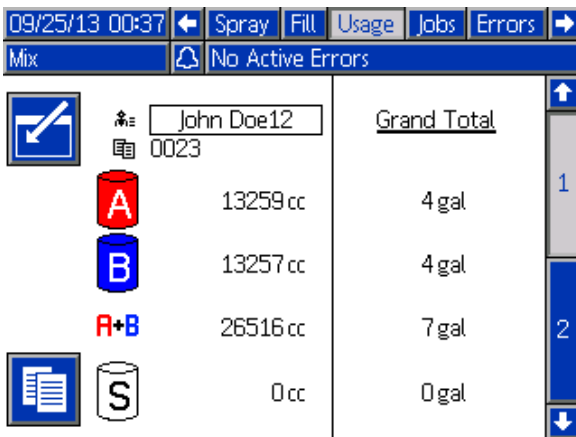 09/25/13 00:37 Spray Fill Usage Jobs Errors
Mix No Active Errors
John Doe12 Grand Total
0023
1
A 13259 cc 4 gal
B 13257 cc 4 gal
A+B 26516 cc 7 gal
2
S 0 cc 0 gal